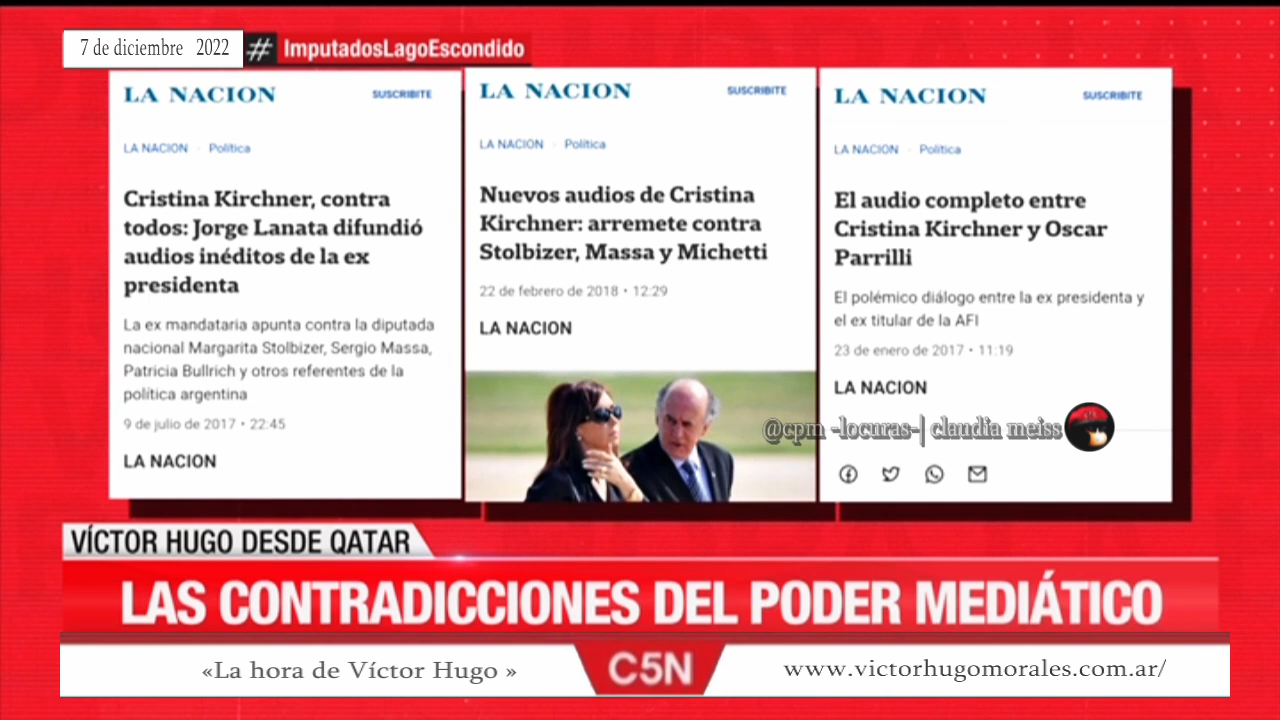 7 de diciembre 2022
# ImputadosLagoEscondido
LA NACION SUSCRIBITE
LA NACION · Política
Cristina Kirchner, contra
todos: Jorge Lanata difundió
audios inéditos de la ex
presidenta
La ex mandataria apunta contra la diputada
nacional Margarita Stolbizer, Sergio Massa,
Patricia Bullrich y otros referentes de la
política argentina
9 de julio de 2017 • 22:45
LA NACION
LA NACION SUSCRIBITE
LA NACION · Política
Nuevos audios de Cristina
Kirchner: arremete contra
Stolbizer, Massa y Michetti
22 de febrero de 2018 • 12:29
LA NACION
LA NACION SUSCRIBITE
LA NACION · Política
El audio completo entre
Cristina Kirchner y Oscar
Parrilli
El polémico diálogo entre la ex presidenta y
el ex titular de la AFI
23 de enero de 2017 • 11:19
LA NACION
@cpm -locuras-| claudia meiss
VÍCTOR HUGO DESDE QATAR
LAS CONTRADICCIONES DEL PODER MEDIÁTICO
«La hora de Víctor Hugo »
C5N
www.victorhugomorales.com.ar/